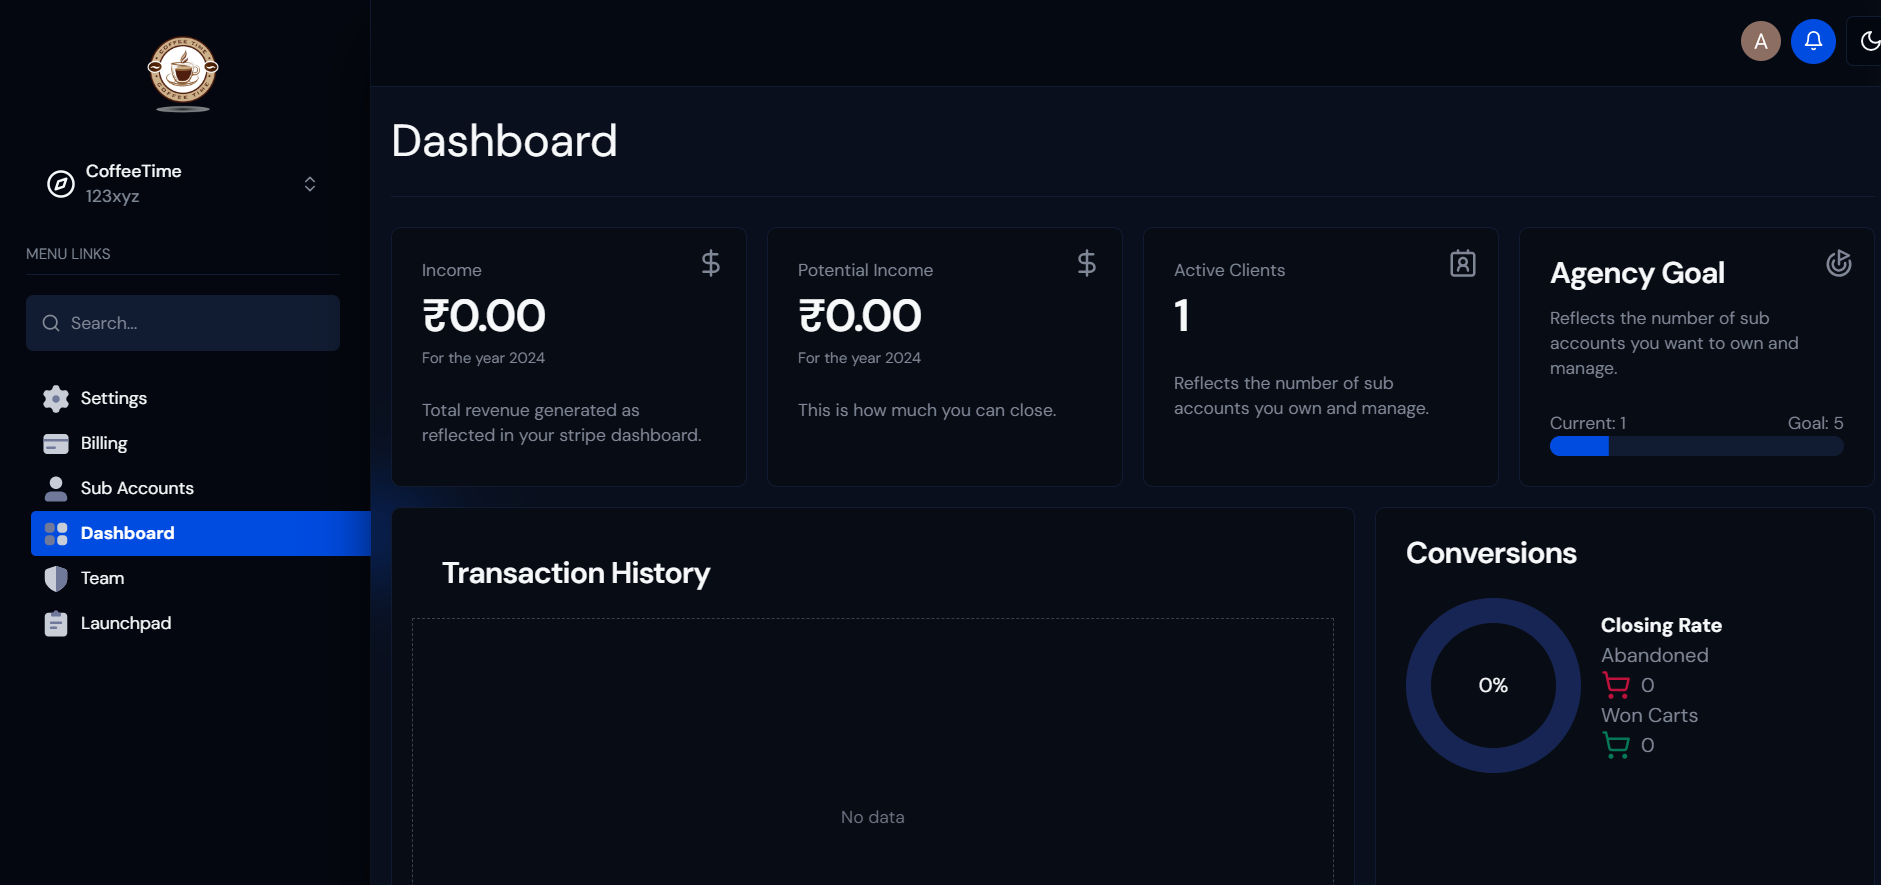 COFFEE TIME
COFFEE TIME
CoffeeTime
123xyz
MENU LINKS
Search...
Settings
Billing
Sub Accounts
Dashboard
Team
Launchpad
A
Dashboard
Income
₹0.00
For the year 2024
Total revenue generated as
reflected in your stripe dashboard.
Potential Income
₹0.00
For the year 2024
This is how much you can close.
Active Clients
1
Reflects the number of sub
accounts you own and manage.
Agency Goal
Reflects the number of sub
accounts you want to own and
manage.
Current: 1
Goal: 5
Transaction History
No data
Conversions
0%
Closing Rate
Abandoned
0
Won Carts
0